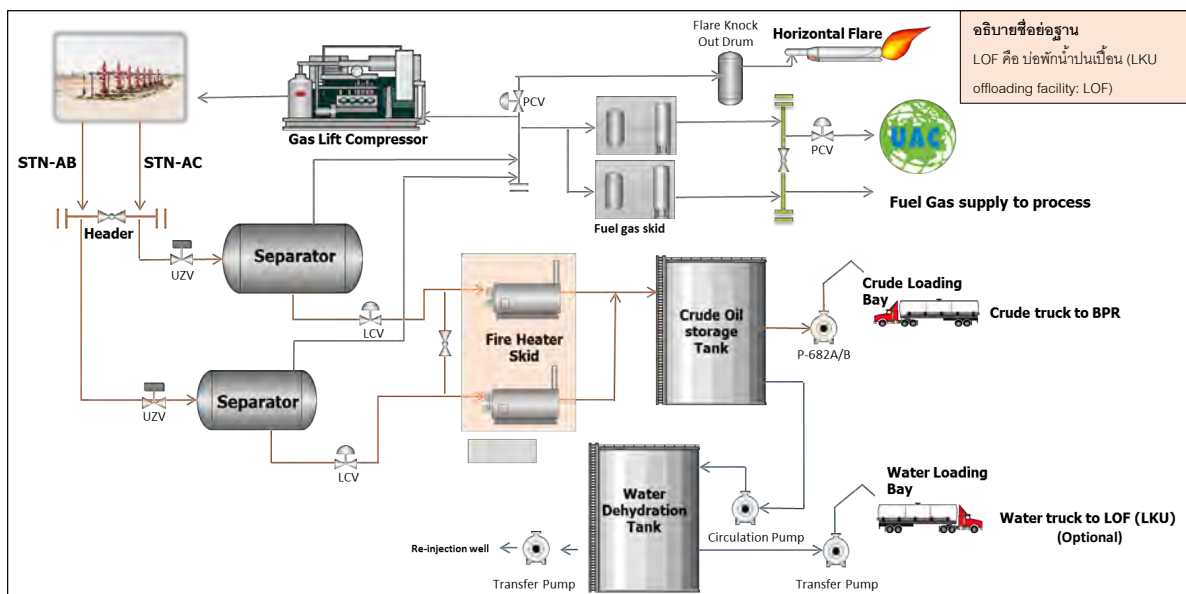 อธิบายชื่อย่อฐาน
LOF คือ บ่อพักน้ำปนเปื้อน (LKU
offloading facility: LOF)
Flare Knock
Out Drum
Horizontal Flare
PCV
Gas Lift Compressor
STN-AB
STN-AC
UAC
PCV
Fuel Gas supply to process
Fuel gas skid
Header
UZV
Separator
LCV
Fire Heater
Skid
Crude Oil
storage
Tank
Crude Loading
Bay
P-682A/B
Crude truck to BPR
UZV
Separator
LCV
Water
Dehydration
Tank
Circulation Pump
Water Loading
Bay
Water truck to LOF (LKU)
(Optional)
Re-injection well
Transfer Pump
Transfer Pump